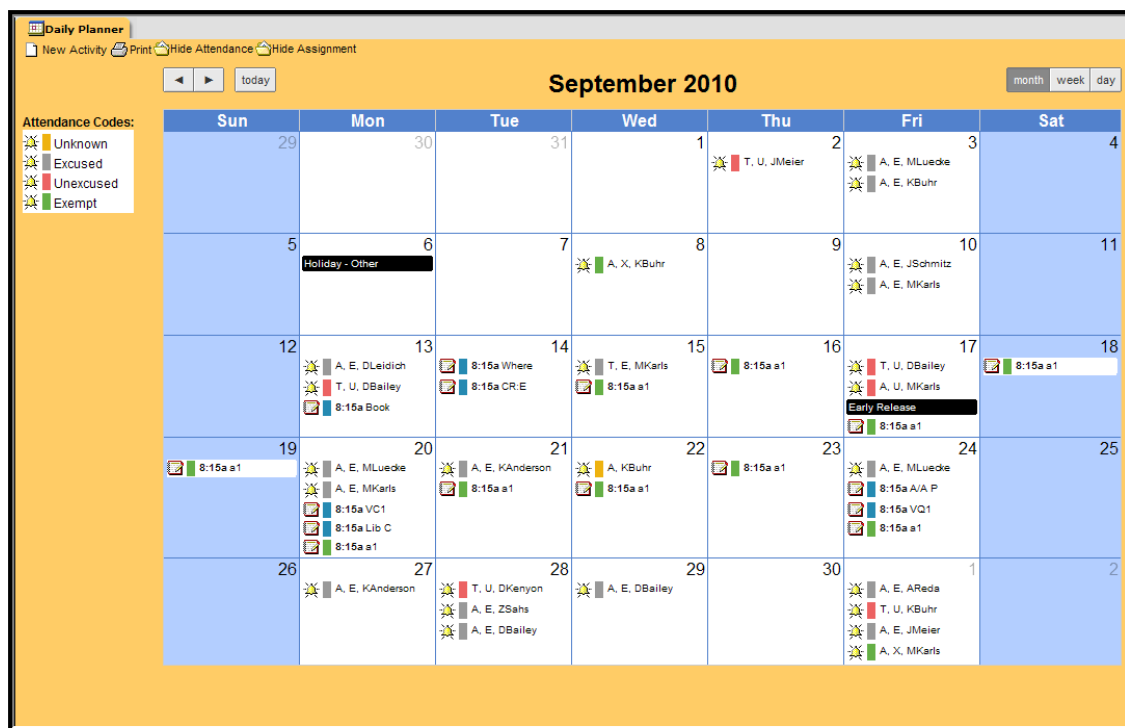 Daily Planner
New Activity Print Hide Attendance Hide Assignment
◄ ► today September 2010 month week day
Attendance Codes:
Unknown
Excused
Unexcused
Exempt
Sun Mon Tue Wed Thu Fri Sat
29 30 31 1 2 3 4
T, U, JMeier A, E, MLuecke
A, E, KBuhr
5 6 7 8 9 10 11
Holiday - Other A, X, KBuhr A, E, JSchmitz
A, E, MKarls
12 13 14 15 16 17 18
A, E, DLeidich 8:15a Where T, E, MKarls 8:15a a1 T, U, DBailey 8:15a a1
T, U, DBailey 8:15a CR:E 8:15a a1 A, U, MKarls
8:15a Book Early Release
8:15a a1
19 20 21 22 23 24 25
8:15a a1 A, E, MLuecke A, E, KAnderson A, KBuhr 8:15a a1 A, E, MLuecke
A, E, MKarls 8:15a a1 8:15a a1 8:15a A/A P
8:15a VC1 8:15a VQ1
8:15a Lib C 8:15a a1
8:15a a1
26 27 28 29 30 1 2
A, E, KAnderson T, U, DKenyon A, E, DBailey A, E, AReda
A, E, ZSahs T, U, KBuhr
A, E, DBailey A, E, JMeier
A, X, MKarls